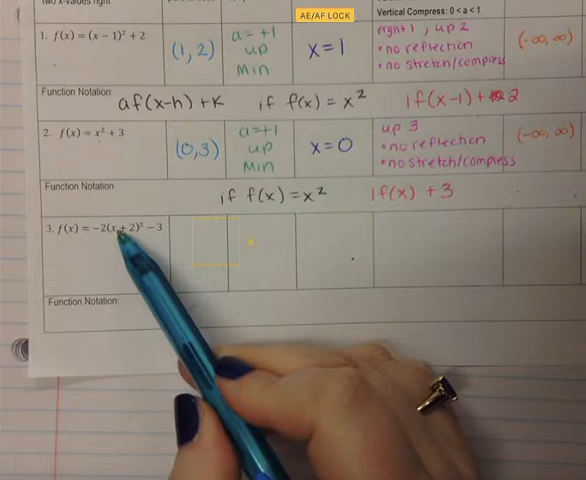 two x-values right
AE/AF LOCK
Vertical Compress: 0 < a < 1
1. f(x) = (x − 1)² + 2
(1, 2)
a = +1
up
Min
x = 1
right 1, up 2
• no reflection
• no stretch/compress
(-∞, ∞)
Function Notation
af(x-h) + K if f(x) = x² 1f(x-1) + 2
2. f(x) = x² + 3
(0,3)
a = +1
up
Min
x = 0
up 3
• no reflection
• no stretch/compress
(-∞, ∞)
Function Notation
if f(x) = x² 1f(x) + 3
3. f(x) = −2(x + 2)² − 3
Function Notation: